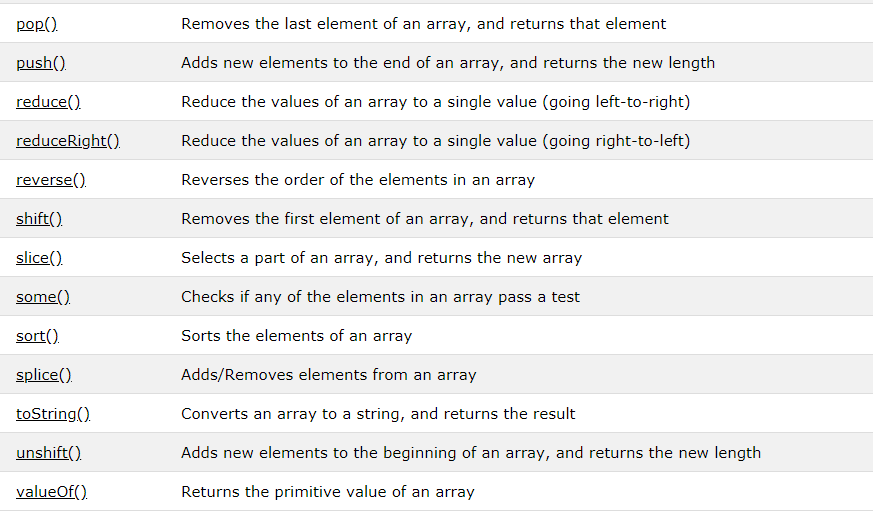 pop() Removes the last element of an array, and returns that element
push() Adds new elements to the end of an array, and returns the new length
reduce() Reduce the values of an array to a single value (going left-to-right)
reduceRight() Reduce the values of an array to a single value (going right-to-left)
reverse() Reverses the order of the elements in an array
shift() Removes the first element of an array, and returns that element
slice() Selects a part of an array, and returns the new array
some() Checks if any of the elements in an array pass a test
sort() Sorts the elements of an array
splice() Adds/Removes elements from an array
toString() Converts an array to a string, and returns the result
unshift() Adds new elements to the beginning of an array, and returns the new length
valueOf() Returns the primitive value of an array